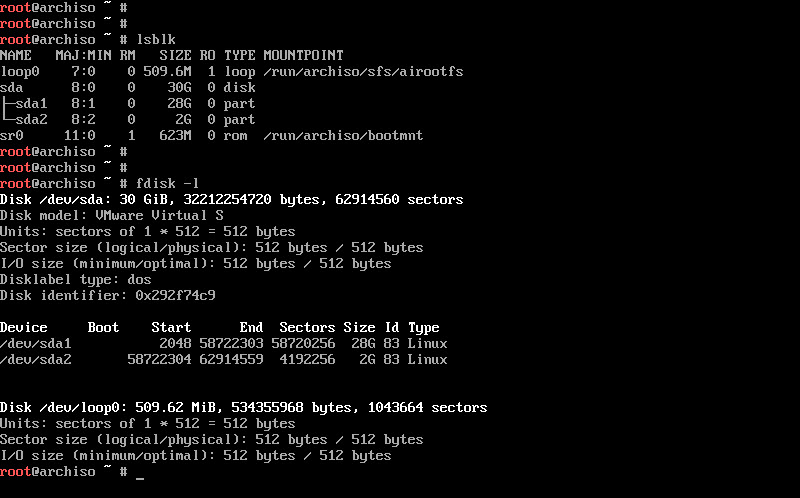 root@archiso ~ #
root@archiso ~ #
root@archiso ~ # lsblk
NAME   MAJ:MIN RM   SIZE RO TYPE MOUNTPOINT
loop0    7:0    0 509.6M  1 loop /run/archiso/sfs/airootfs
sda      8:0    0    30G  0 disk
├─sda1   8:1    0    28G  0 part
└─sda2   8:2    0     2G  0 part
sr0     11:0    1   623M  0 rom  /run/archiso/bootmnt
root@archiso ~ #
root@archiso ~ #
root@archiso ~ # fdisk -l
Disk /dev/sda: 30 GiB, 32212254720 bytes, 62914560 sectors
Disk model: VMware Virtual S
Units: sectors of 1 * 512 = 512 bytes
Sector size (logical/physical): 512 bytes / 512 bytes
I/O size (minimum/optimal): 512 bytes / 512 bytes
Disklabel type: dos
Disk identifier: 0x292f74c9

Device     Boot    Start      End  Sectors Size Id Type
/dev/sda1           2048 58722303 58720256  28G 83 Linux
/dev/sda2       58722304 62914559  4192256   2G 83 Linux


Disk /dev/loop0: 509.62 MiB, 534355968 bytes, 1043664 sectors
Units: sectors of 1 * 512 = 512 bytes
Sector size (logical/physical): 512 bytes / 512 bytes
I/O size (minimum/optimal): 512 bytes / 512 bytes
root@archiso ~ # _